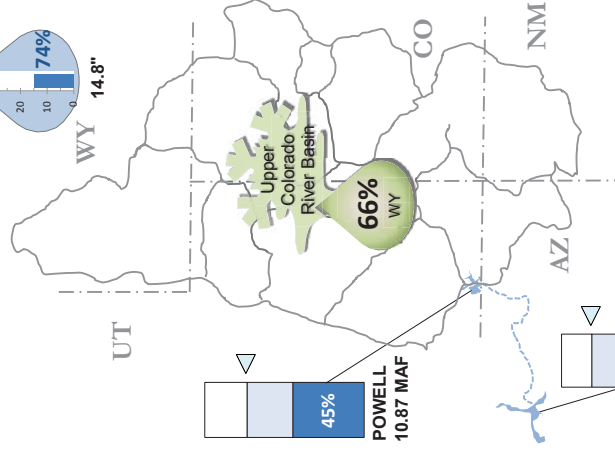 20
10
0
74%
14.8"
WY
Upper
Colorado
River Basin
66%
WY
CO
NM
AZ
UT
45%
POWELL
10.87 MAF